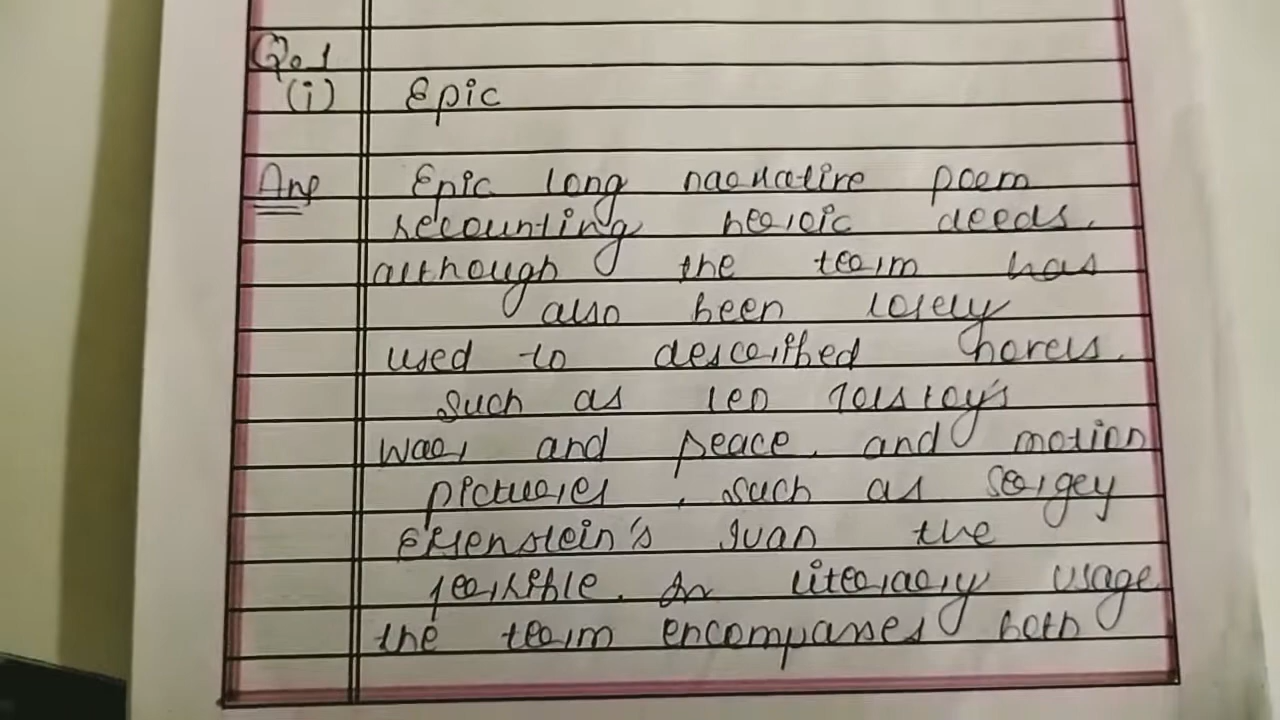 Qo1
(i) Epic
Ans Epic long narrative poem
recounting heroic deeds,
although the term has
also been losely
used to described novels,
Such as leo Tolstoy's
War and peace, and motion
pictures, such as Sergey
Eisenstein's Ivan the
terrible. In literary usage
the term encompasses both